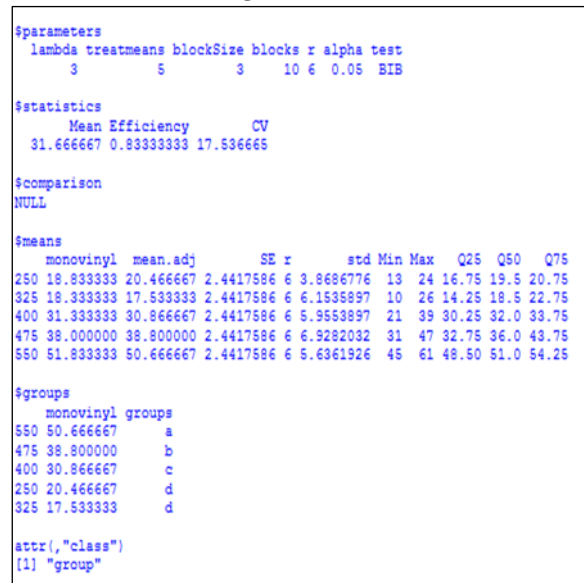 $parameters
lambda treatmeans blockSize blocks r alpha test
3 5 3 10 6 0.05 BIB
$statistics
Mean Efficiency CV
31.666667 0.83333333 17.536665
$comparison
NULL
$means
monovinyl mean.adj SE r std Min Max Q25 Q50 Q75
250 18.833333 20.466667 2.4417586 6 3.8686776 13 24 16.75 19.5 20.75
325 18.333333 17.533333 2.4417586 6 6.1535897 10 26 14.25 18.5 22.75
400 31.333333 30.866667 2.4417586 6 5.9553897 21 39 30.25 32.0 33.75
475 38.000000 38.800000 2.4417586 6 6.9282032 31 47 32.75 36.0 43.75
550 51.833333 50.666667 2.4417586 6 5.6361926 45 61 48.50 51.0 54.25
$groups
monovinyl groups
550 50.666667 a
475 38.800000 b
400 30.866667 c
250 20.466667 d
325 17.533333 d
attr(,"class")
[1] "group"